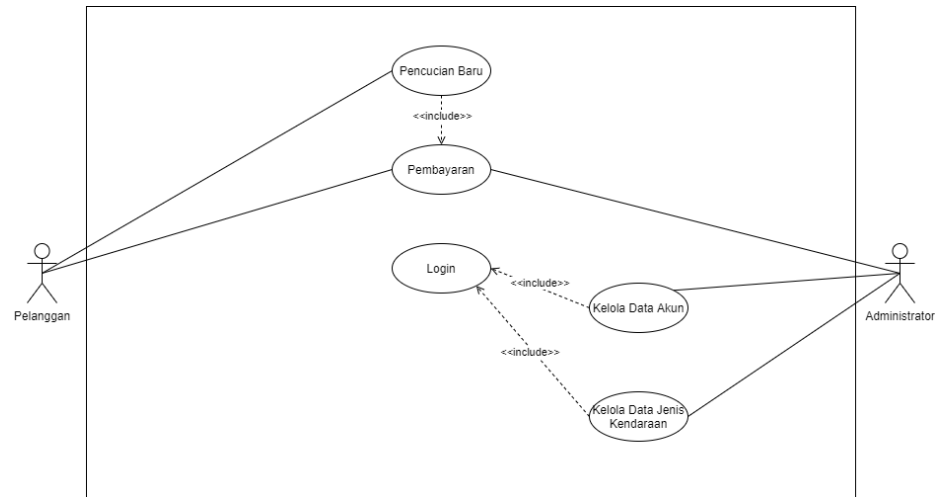 Pencucian Baru
<<include>>
Pembayaran
Login
<<include>>
Kelola Data Akun
Pelanggan
Administrator
<<include>>
Kelola Data Jenis
Kendaraan